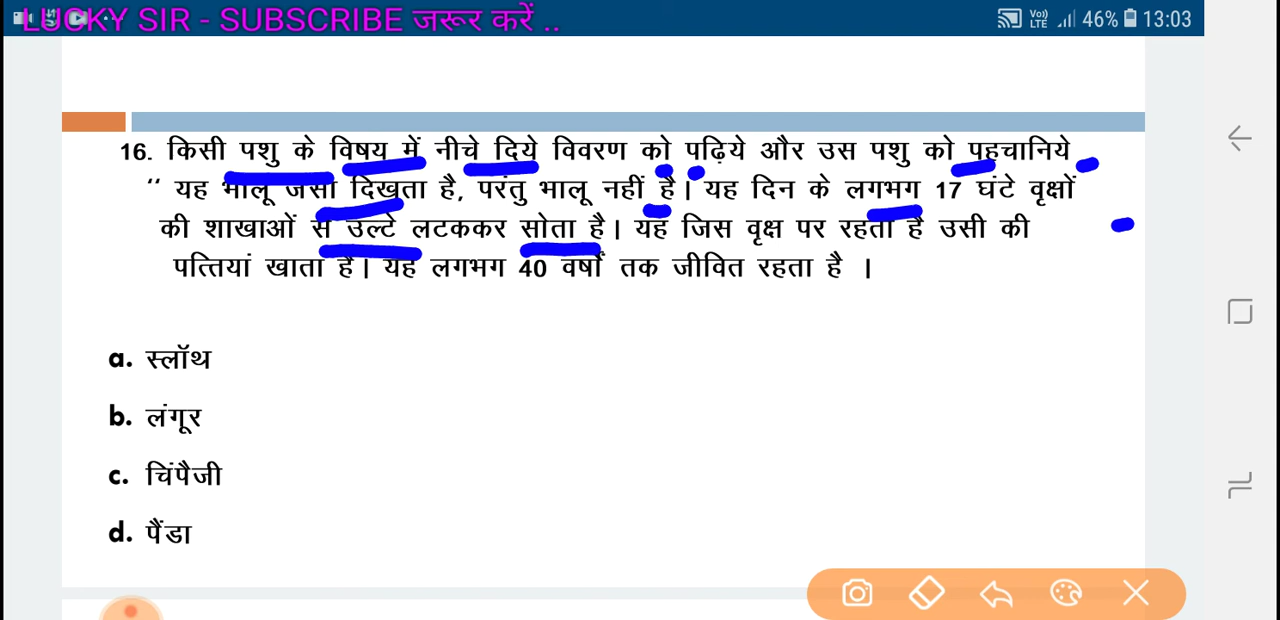 LUCKY SIR - SUBSCRIBE जरूर करें ..
46% 13:03
16. किसी पशु के विषय में नीचे दिये विवरण को पढ़िये और उस पशु को पहचानिये
“ यह भालू जैसा दिखता है, परंतु भालू नहीं है। यह दिन के लगभग 17 घंटे वृक्षों
की शाखाओं से उल्टे लटककर सोता है। यह जिस वृक्ष पर रहता है उसी की
पत्तियां खाता है। यह लगभग 40 वर्षों तक जीवित रहता है ।
a. स्लॉथ
b. लंगूर
c. चिंपैजी
d. पैंडा